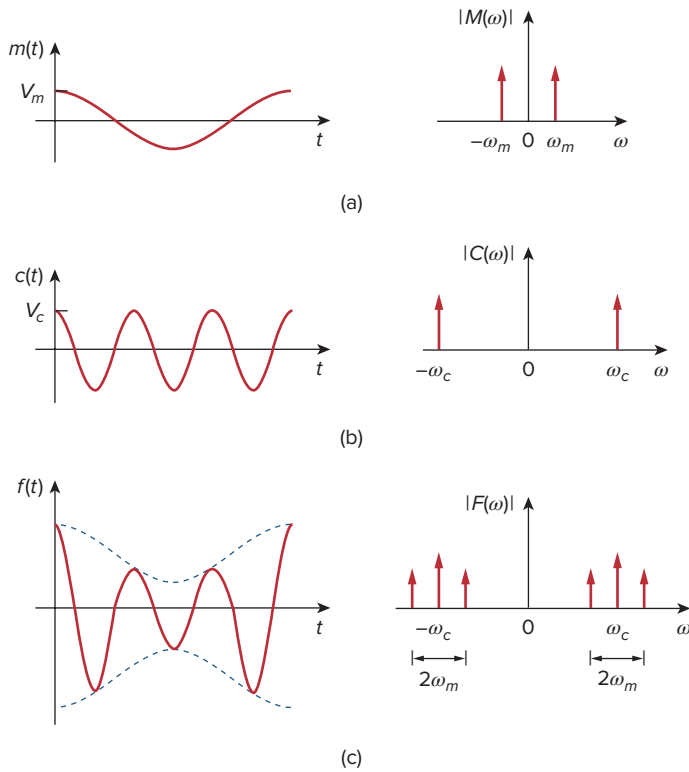 m(t)
V_m
t
|M(ω)|
−ω_m 0 ω_m ω
(a)
c(t)
V_c
t
|C(ω)|
−ω_c 0 ω_c ω
(b)
f(t)
t
|F(ω)|
−ω_c 0 ω_c ω
2ω_m 2ω_m
(c)